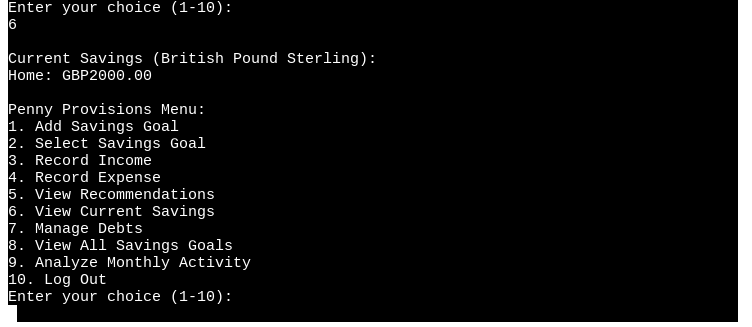 Enter your choice (1-10):
6
Current Savings (British Pound Sterling):
Home: GBP2000.00
Penny Provisions Menu:
1. Add Savings Goal
2. Select Savings Goal
3. Record Income
4. Record Expense
5. View Recommendations
6. View Current Savings
7. Manage Debts
8. View All Savings Goals
9. Analyze Monthly Activity
10. Log Out
Enter your choice (1-10):